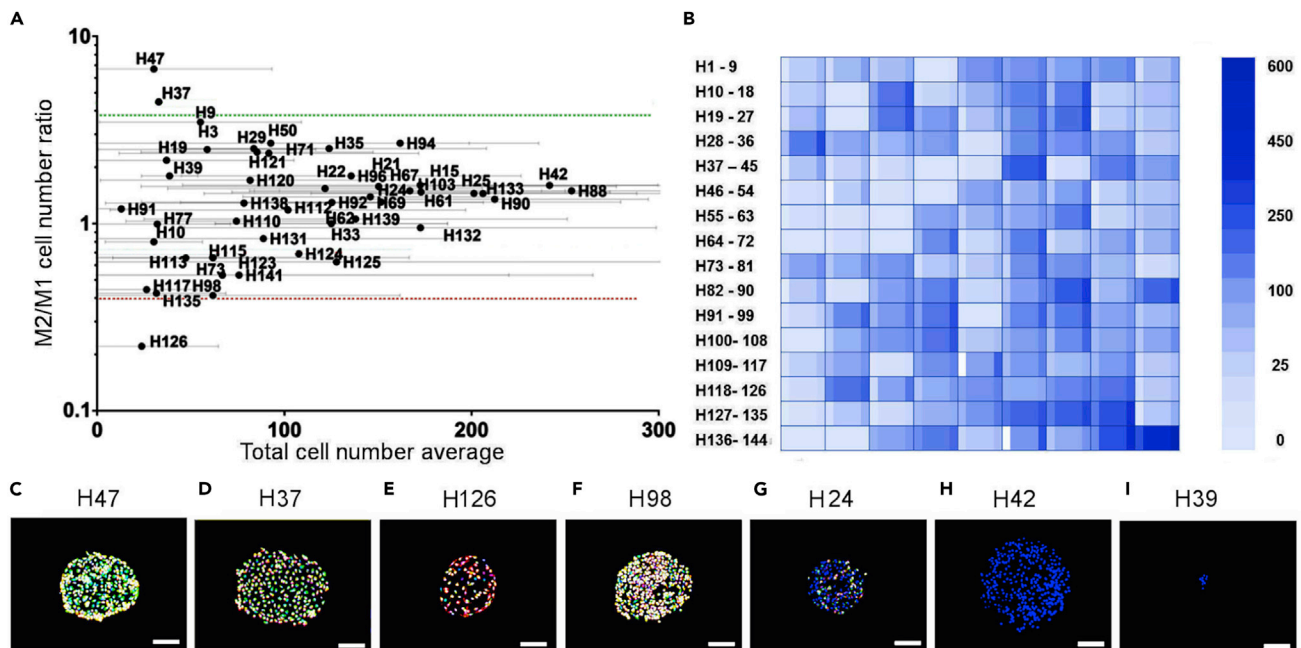 A
B
10
1
0.1
M2/M1 cell number ratio
0
100
200
300
Total cell number average
H47
H37
H9
H3
H50
H29
H35
H94
H19
H121
H71
H39
H120
H22
H21
H96
H67
H15
H42
H103
H25
H24
H133
H88
H69
H61
H90
H91
H138
H112
H92
H77
H110
H62
H139
H10
H131
H33
H132
H113
H115
H124
H73
H123
H125
H141
H117
H98
H135
H126
H1 - 9
H10 - 18
H19 - 27
H28 - 36
H37 – 45
H46 - 54
H55 - 63
H64 - 72
H73 - 81
H82 - 90
H91 - 99
H100 - 108
H109 - 117
H118 - 126
H127 - 135
H136 - 144
600
450
250
100
25
0
C H47
D H37
E H126
F H98
G H24
H H42
I H39